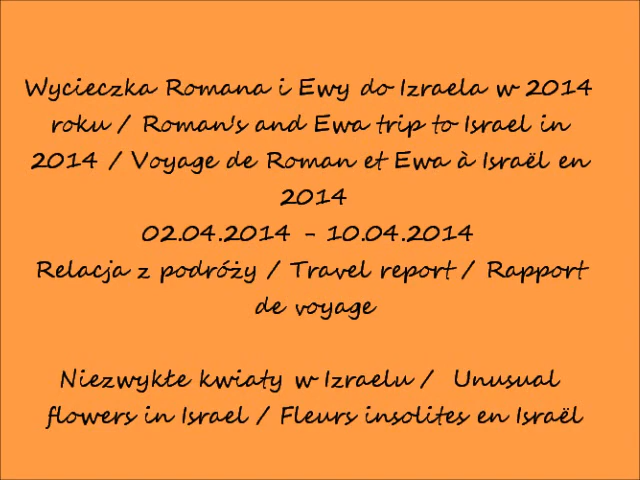 Wycieczka Romana i Ewy do Izraela w 2014
roku / Roman's and Ewa trip to Israel in
2014 / Voyage de Roman et Ewa à Israël en
2014
02.04.2014 - 10.04.2014
Relacja z podróży / Travel report / Rapport
de voyage
Niezwykłe kwiaty w Izraelu / Unusual
flowers in Israel / Fleurs insolites en Israël